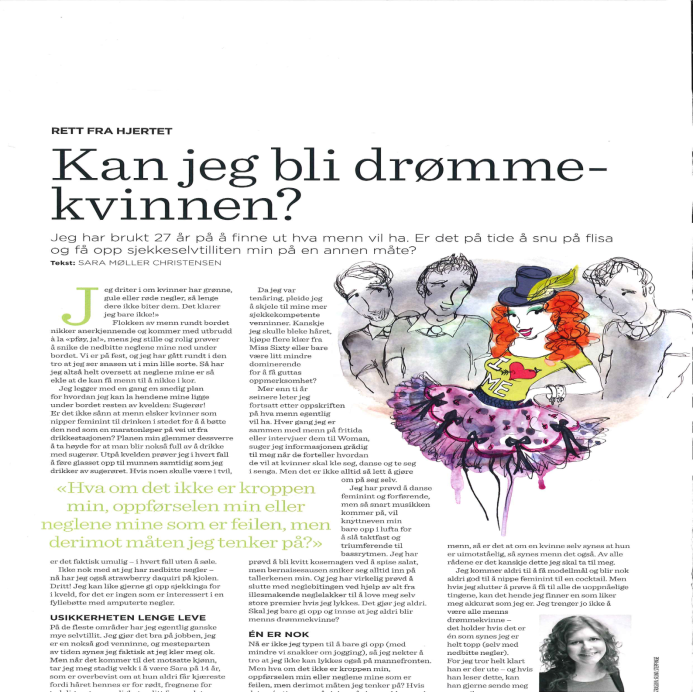 RETT FRA HJERTET
Kan jeg bli drømme-
kvinnen?
Jeg har brukt 27 år på å finne ut hva menn vil ha. Er det på tide å snu på flisa
og få opp sjekkeselvtilliten min på en annen måte?
Tekst: SARA MØLLER CHRISTENSEN
Jeg driter i om kvinner har grønne,
gule eller røde negler, så lenge
dere ikke biter dem. Det klarer
jeg bare ikke!»
Flokken av menn rundt bordet
nikker anerkjennende og kommer med utbrudd
à la «pføy, ja!», mens jeg stille og rolig prøver
å snike de nedbitte neglene mine ned under
bordet. Vi er på fest, og jeg har gått rundt i den
tro at jeg ser snasen ut i min lille sorte. Så har
jeg altså helt oversett at neglene mine er så
ekle at de kan få menn til å nikke i kor.
Jeg legger med en gang en snedig plan
for hvordan jeg kan la hendene mine ligge
under bordet resten av kvelden: Sugerør!
Er det ikke sånn at menn elsker kvinner som
nipper feminint til drinken i stedet for å å bøtte
den ned som en maratonløper på vei ut fra
drikkestasjonen? Planen min glemmer dessverre
å ta høyde for at man blir nokså full av å drikke
med sugerør. Utpå kvelden prøver jeg i hvert fall
å føre glasset opp til munnen samtidig som jeg
drikker av sugerøret. Hvis noen skulle være i tvil,
«Hva om det ikke er kroppen
min, oppførselen min eller
neglene mine som er feilen, men
derimot måten jeg tenker på?»
er det faktisk umulig – i hvert fall uten å søle.
Ikke nok med at jeg har nedbitte negler –
nå har jeg også strawberry daquiri på kjolen.
Dritt! Jeg kan like gjerne gi opp sjekkinga for
i kveld, for det er ingen som er interessert i en
fyllebøtte med amputerte negler.
USIKKERHETEN LENGE LEVE
På de fleste områder har jeg egentlig ganske
mye selvtillit. Jeg gjør det bra på jobben, jeg
er en nokså god venninne, og mesteparten
av tiden synes jeg faktisk at jeg kler meg ok.
Men når det kommer til det motsatte kjønn,
tar jeg meg stadig vekk i å være Sara på 14 år,
som er overbevist om at hun aldri får kjæreste
fordi håret hennes er for rødt, fregnene for
Da jeg var
tenåring, pleide jeg
å skjele til mine mer
sjekkekompetente
venninner. Kanskje
jeg skulle bleke håret,
kjøpe flere klær fra
Miss Sixty eller bare
være litt mindre
dominerende
for å få guttas
oppmerksomhet?
Mer enn ti år
seinere leter jeg
fortsatt etter oppskriften
på hva menn egentlig
vil ha. Hver gang jeg er
sammen med menn på fritida
eller intervjuer dem til Woman,
suger jeg informasjonen grådig
til meg når de forteller hvordan
de vil at kvinner skal kle seg, danse og te seg
i senga. Men det er ikke alltid så lett å gjøre
om på seg selv.
Jeg har prøvd å danse
feminint og forførende,
men så snart musikken
kommer på, vil
knyttneven min
bare opp i lufta for
å slå taktfast og
triumferende til
bassrytmen. Jeg har
prøvd å bli kvitt kosemagen ved å spise salat,
men bernaisesausen sniker seg alltid inn på
tallerkenen min. Og jeg har virkelig prøvd å
slutte med neglebitingen ved hjelp av alt fra
illesmakende neglelakker til å love meg selv
store premier hvis jeg lykkes. Det gjør jeg aldri.
Skal jeg bare gi opp og innse at jeg aldri blir
menns drømmekvinne?
ÉN ER NOK
Nå er ikke jeg typen til å bare gi opp (med
mindre vi snakker om jogging), så jeg nekter å
tro at jeg ikke kan lykkes også på mannefronten.
Men hva om det ikke er kroppen min,
oppførselen min eller neglene mine som er
feilen, men derimot måten jeg tenker på? Hvis
I
ME
menn, så er det at om en kvinne selv synes at hun
er uimotståelig, så synes menn det også. Av alle
rådene er det kanskje dette jeg skal ta til meg.
Jeg kommer aldri til å få modellmål og blir nok
aldri god til å nippe feminint til en cocktail. Men
hvis jeg slutter å prøve å få til alle de uoppnåelige
tingene, kan det hende jeg finner en som liker
meg akkurat som jeg er. Jeg trenger jo ikke å
være alle menns
drømmekvinne –
det holder hvis det er
én som synes jeg er
helt topp (selv med
nedbitte negler).
For jeg tror helt klart
han er der ute – og hvis
han leser dette, kan
han gjerne sende meg